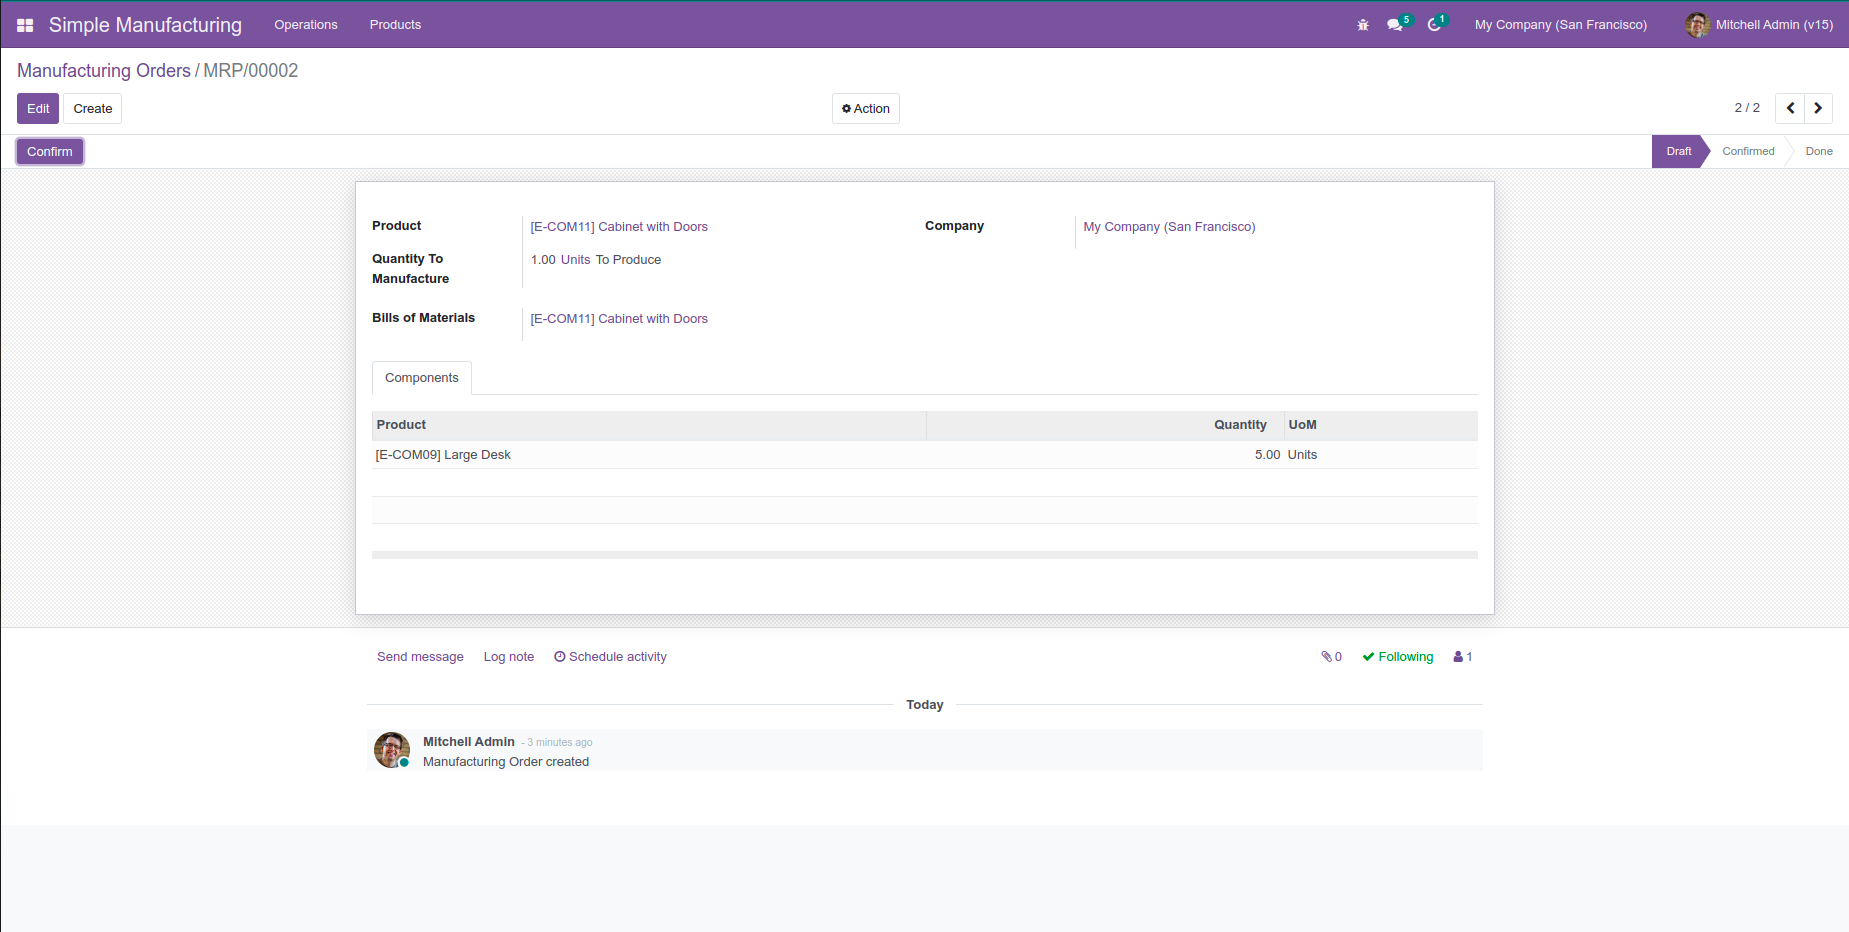 Simple Manufacturing Operations Products 5 1 My Company (San Francisco) Mitchell Admin (v15)
Manufacturing Orders / MRP/00002
Edit Create Action 2 / 2
Confirm Draft Confirmed Done
Product [E-COM11] Cabinet with Doors Company My Company (San Francisco)
Quantity To Manufacture 1.00 Units To Produce
Bills of Materials [E-COM11] Cabinet with Doors
Components
Product Quantity UoM
[E-COM09] Large Desk 5.00 Units
Send message Log note Schedule activity 0 Following 1
Today
Mitchell Admin - 3 minutes ago
Manufacturing Order created